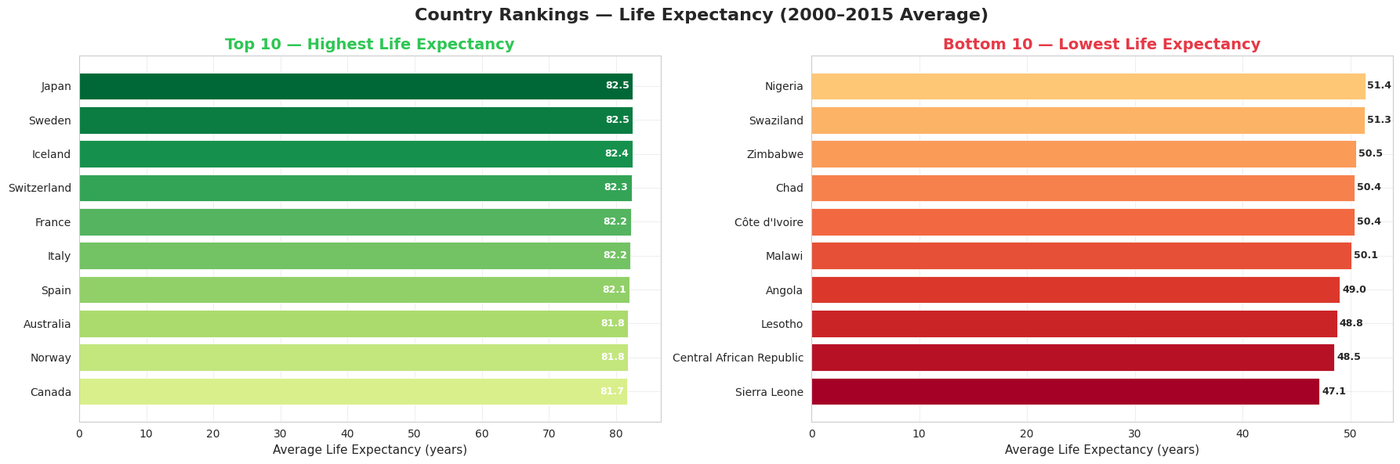 Country Rankings — Life Expectancy (2000–2015 Average)
Top 10 — Highest Life Expectancy
Japan 82.5
Sweden 82.5
Iceland 82.4
Switzerland 82.3
France 82.2
Italy 82.2
Spain 82.1
Australia 81.8
Norway 81.8
Canada 81.7
0 10 20 30 40 50 60 70 80
Average Life Expectancy (years)
Bottom 10 — Lowest Life Expectancy
Nigeria 51.4
Swaziland 51.3
Zimbabwe 50.5
Chad 50.4
Côte d'Ivoire 50.4
Malawi 50.1
Angola 49.0
Lesotho 48.8
Central African Republic 48.5
Sierra Leone 47.1
0 10 20 30 40 50
Average Life Expectancy (years)